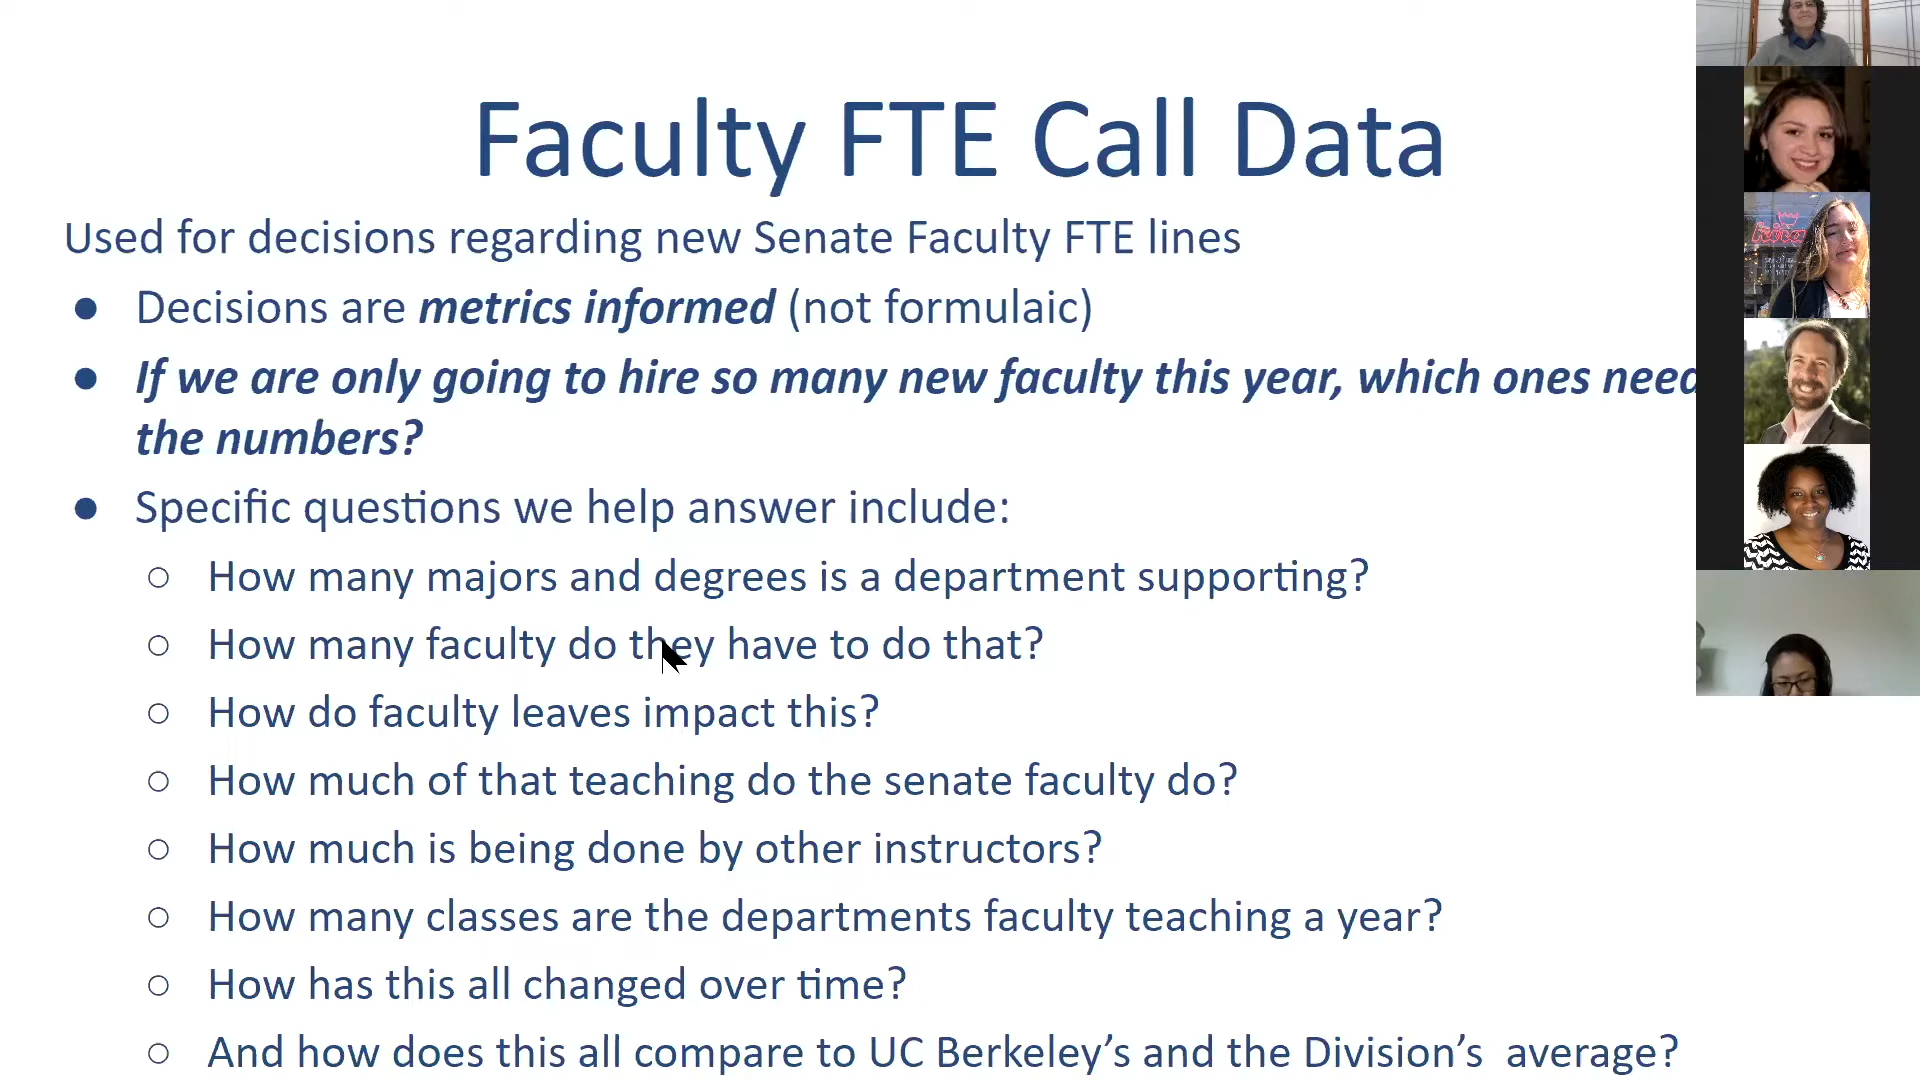 Faculty FTE Call Data
Used for decisions regarding new Senate Faculty FTE lines
● Decisions are metrics informed (not formulaic)
● If we are only going to hire so many new faculty this year, which ones need
the numbers?
● Specific questions we help answer include:
○ How many majors and degrees is a department supporting?
○ How many faculty do they have to do that?
○ How do faculty leaves impact this?
○ How much of that teaching do the senate faculty do?
○ How much is being done by other instructors?
○ How many classes are the departments faculty teaching a year?
○ How has this all changed over time?
○ And how does this all compare to UC Berkeley’s and the Division’s  average?